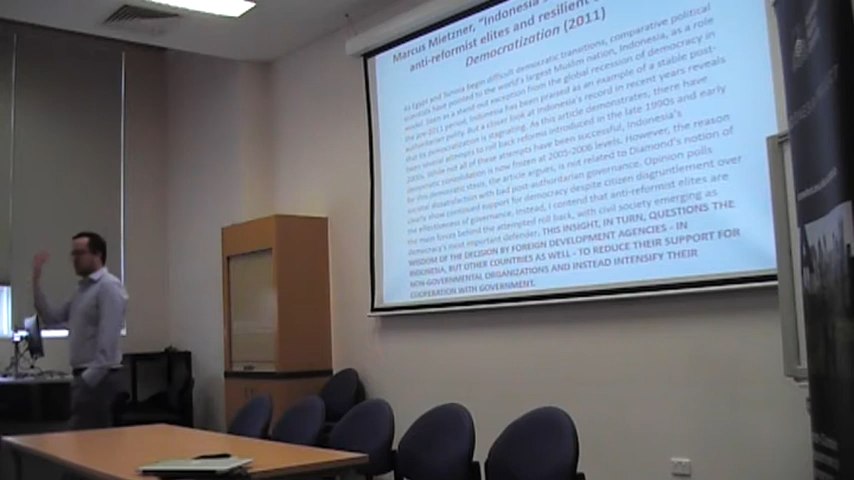 Marcus Mietzner, "Indonesia's
anti-reformist elites and resilient
Democratization (2011)
As Egypt and Tunisia begin difficult democratic transitions, comparative political
scientists have pointed to the world's largest Muslim nation, Indonesia, as a role
model. Seen as a stand-out exception from the global recession of democracy in
the pre-2011 period, Indonesia has been praised as an example of a stable post-
authoritarian polity. But a closer look at Indonesia's record in recent years reveals
that its democratization is stagnating. As this article demonstrates, there have
been several attempts to roll back reforms introduced in the late 1990s and early
2000s. While not all of these attempts have been successful, Indonesia's
democratic consolidation is now frozen at 2005-2006 levels. However, the reason
for this democratic stasis, the article argues, is not related to Diamond's notion of
rising dissatisfaction with bad post-authoritarian governance. Opinion polls
clearly show continued support for democracy despite citizen disgruntlement over
the effectiveness of governance. Instead, I contend that anti-reformist elites are
the main forces behind the attempted roll back, with civil society emerging as
democracy's most important defender. THIS INSIGHT, IN TURN, QUESTIONS THE
WISDOM OF THE DECISION BY FOREIGN DEVELOPMENT AGENCIES - IN
INDONESIA, BUT OTHER COUNTRIES AS WELL - TO REDUCE THEIR SUPPORT FOR
NON-GOVERNMENTAL ORGANIZATIONS AND INSTEAD INTENSIFY THEIR
COOPERATION WITH GOVERNMENT.